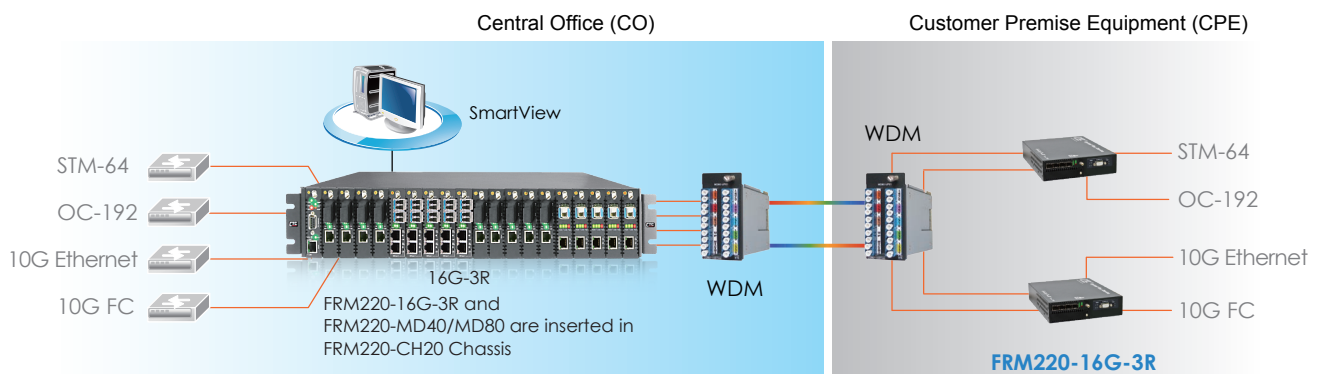 Central Office (CO)
Customer Premise Equipment (CPE)
SmartView
WDM
STM-64
OC-192
10G Ethernet
10G FC
16G-3R
FRM220-16G-3R and
FRM220-MD40/MD80 are inserted in
FRM220-CH20 Chassis
WDM
STM-64
OC-192
10G Ethernet
10G FC
FRM220-16G-3R